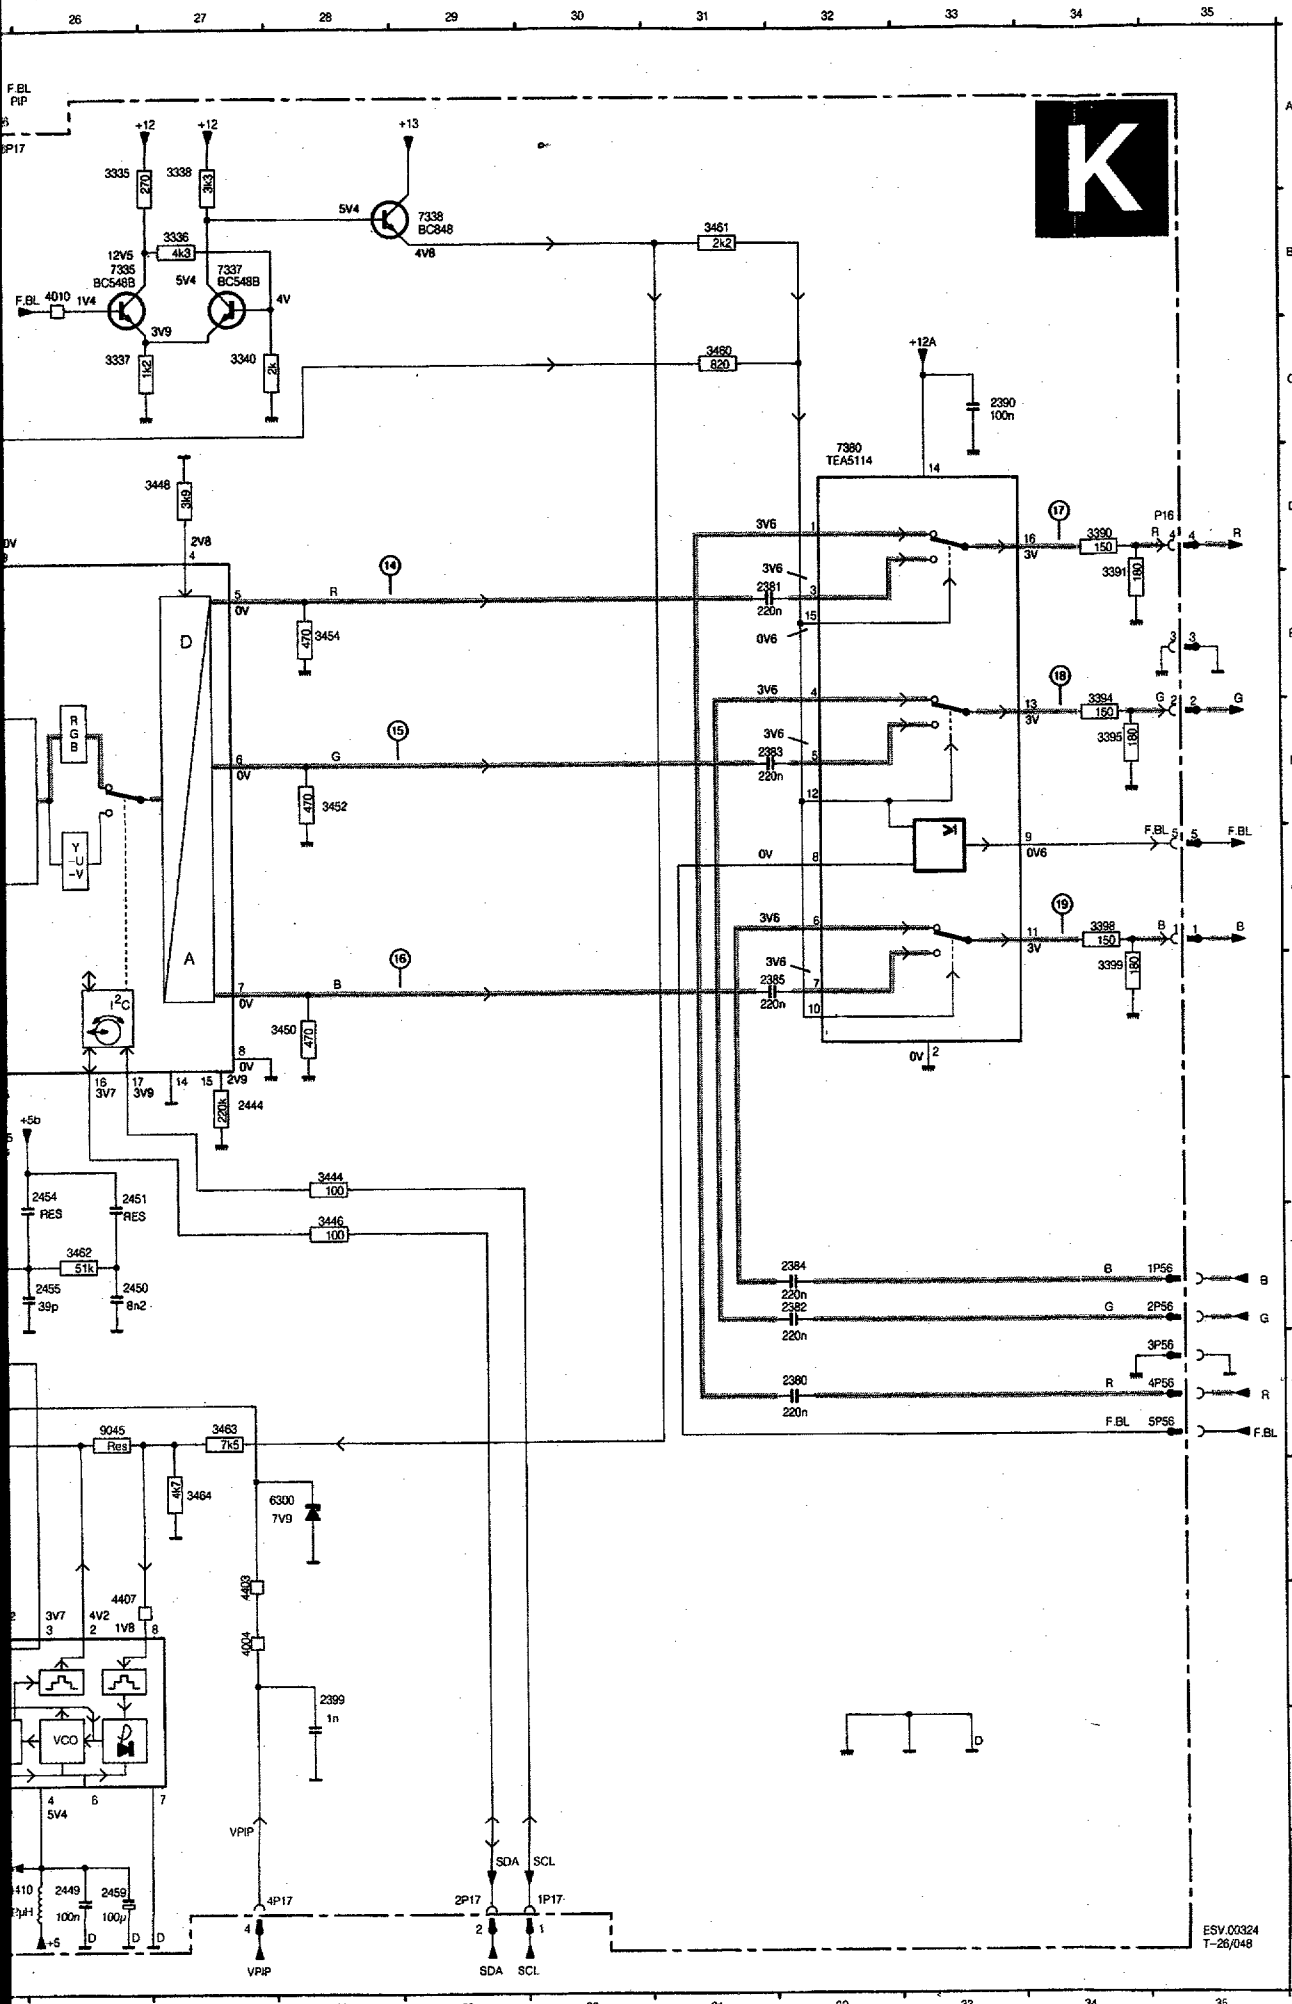 26 27 28 29 30 31 32 33 34 35
F.BL
PIP
A
+12 +12 +13
K
3335 270 3338 3k3
5V4
7338
BC848
3461
2k2
4V8
3336
4k3
B
12V5
7335
BC548B
5V4
7337
BC548B
F.BL 4010 1V4
4V
3V9
3337 1k2
3340 2k
3460
820
+12A
2390
100n
7380
TEA5114
14
3448 3k9
2V8
4
3V6 1
17
16
3V
3390
150
P16
R 4 4 R
14
3V6
2381
220n
3
3391 180
5
0V
R
15
0V6
D
470 3454
3 3
3V6 4
18
13
3V
3394
150
G 2 2 G
R
G
B
15
3V6
2383
220n
5
3395 180
6
0V
G
470 3452
12
Y
-U
-V
0V 8
9
0V6
F.BL 5 5 F.BL
3V6 6
19
11
3V
3398
150
B 1 1 B
A
16
3V6
2385
220n
7
3399 180
7
0V
B
10
I²C
3450 470
8
0V
0V 2
16
3V7
17
3V9
14 15 2V9
220k 2444
+5b
2454
RES
2451
RES
3444
100
3446
100
3462
51k
2455
39p
2450
8n2
2384
220n
B 1P56 B
2382
220n
G 2P56 G
3P56
2380
220n
R 4P56 R
F.BL 5P56 F.BL
9045
Res
3463
7k5
4k7 3464
6300
7V9
4403
4407
3V7
3
4V2
2
1V8 8
4004
2399
1n
VCO
D
4
5V4
6 7
VPIP
SDA SCL
2449
100n
2459
100µ
D D D
+5
4P17
4
VPIP
2P17
2
SDA
1P17
1
SCL
ESV.00324
T-26/048